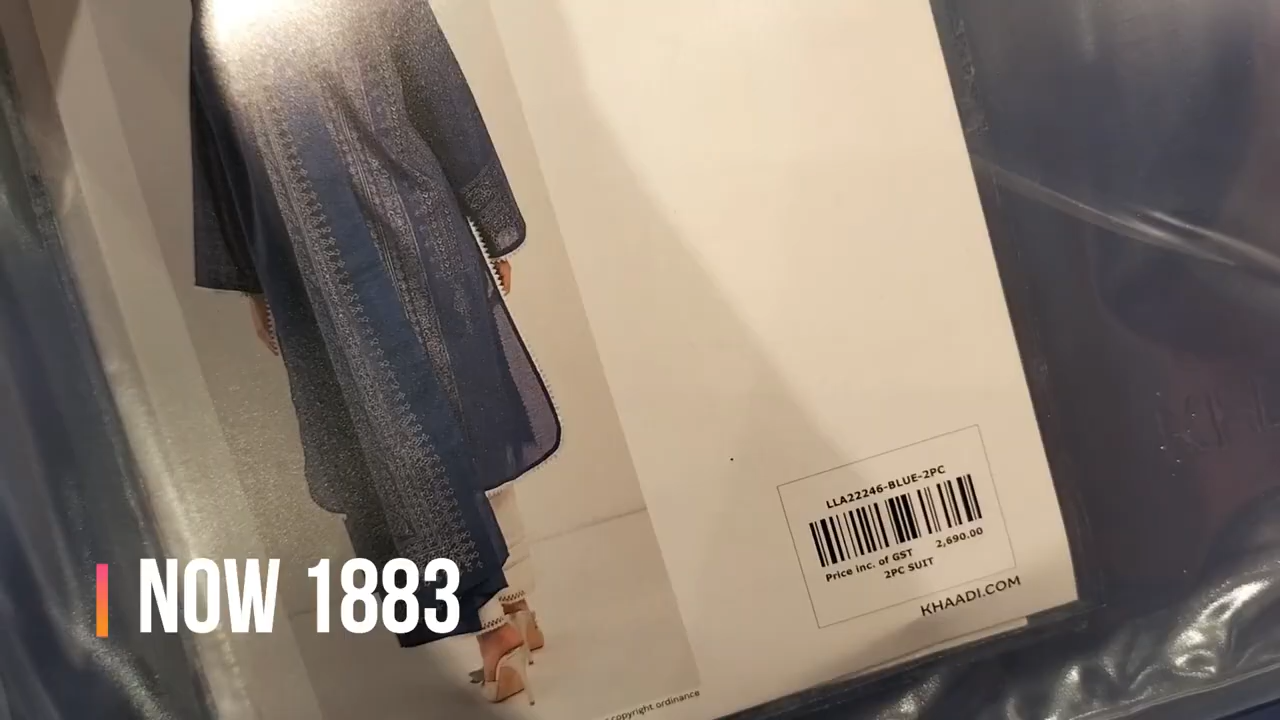 LLA22246-BLUE-2PC
Price inc. of GST 2,690.00
2PC SUIT
KHAADI.COM
copyright ordinance
NOW 1883